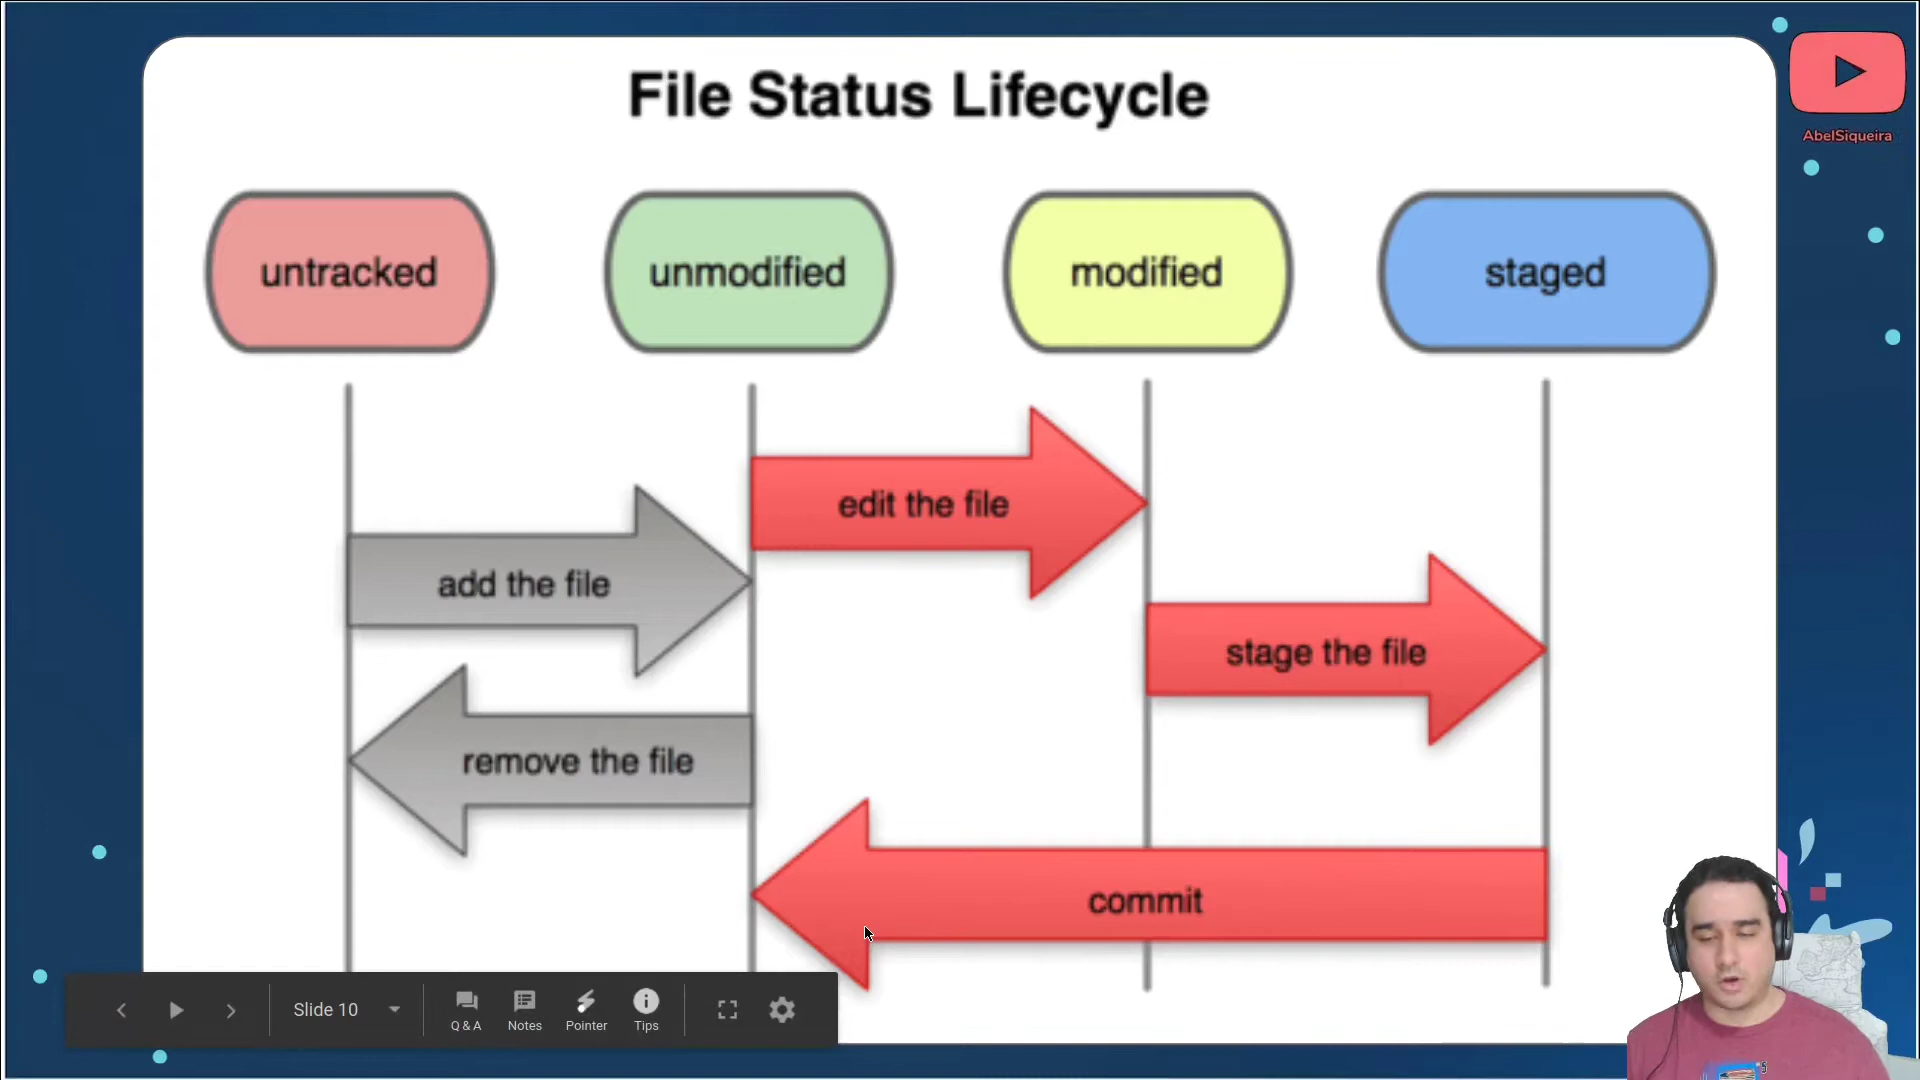 File Status Lifecycle
AbelSiqueira
untracked
unmodified
modified
staged
edit the file
add the file
stage the file
remove the file
commit
Slide 10
Q & A
Notes
Pointer
Tips